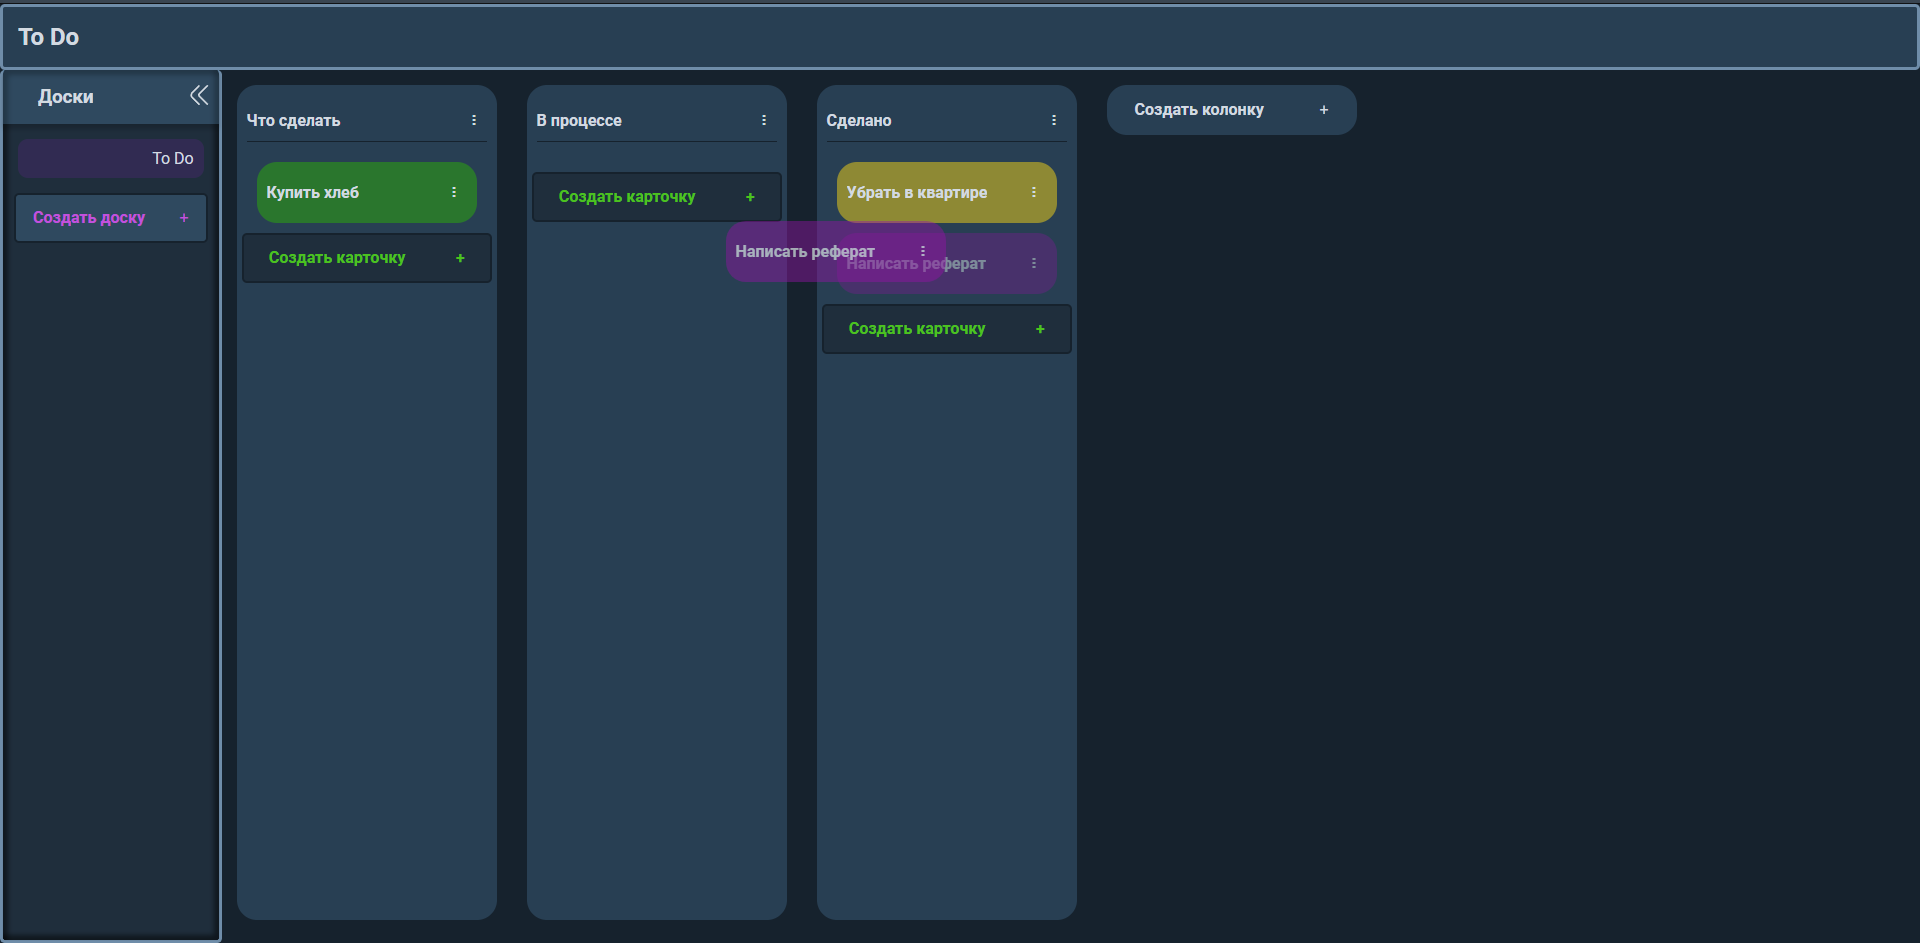 To Do
Доски
To Do
Создать доску +
Что сделать
Купить хлеб
Создать карточку +
В процессе
Создать карточку +
Написать реферат
Сделано
Убрать в квартире
Написать реферат
Создать карточку +
Создать колонку +